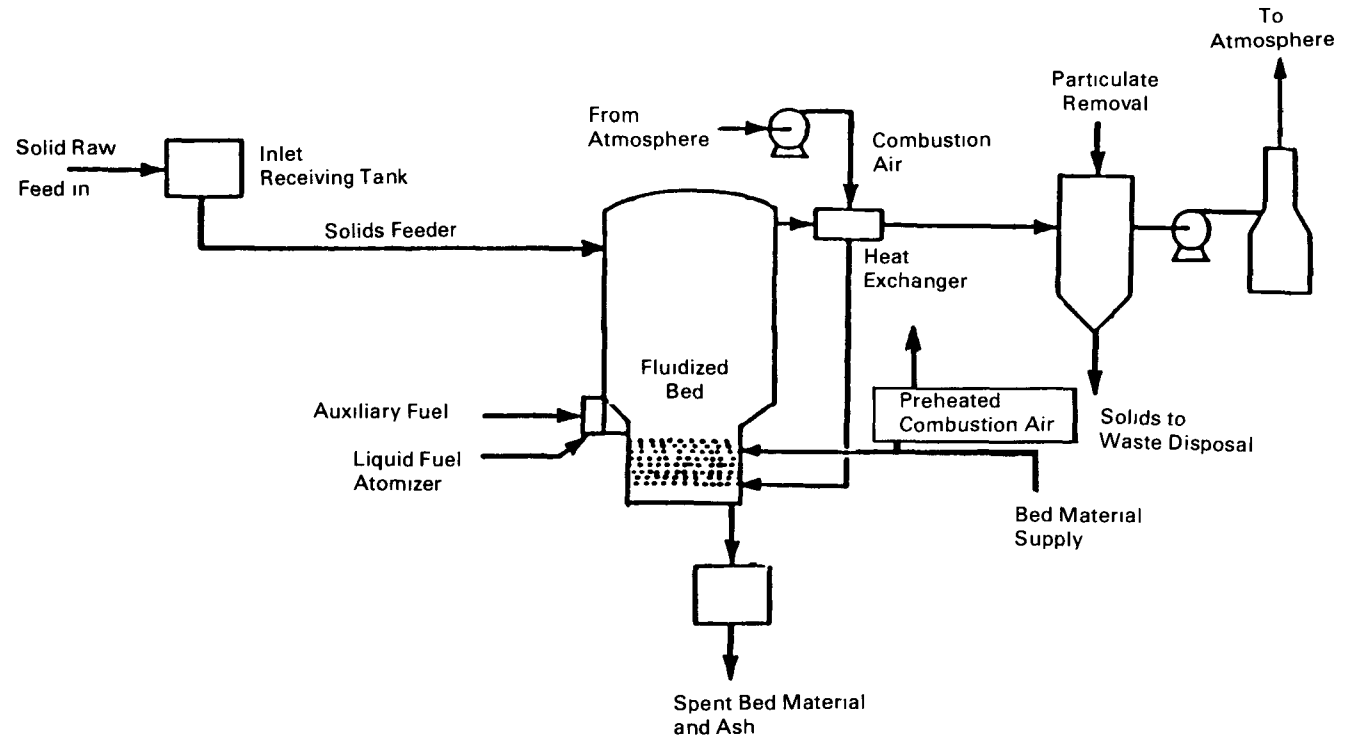 To
Atmosphere
Particulate
Removal
From
Atmosphere
Combustion
Air
Solid Raw
Feed in
Inlet
Receiving Tank
Solids Feeder
Heat
Exchanger
Fluidized
Bed
Preheated
Combustion Air
Auxiliary Fuel
Solids to
Waste Disposal
Liquid Fuel
Atomizer
Bed Material
Supply
Spent Bed Material
and Ash